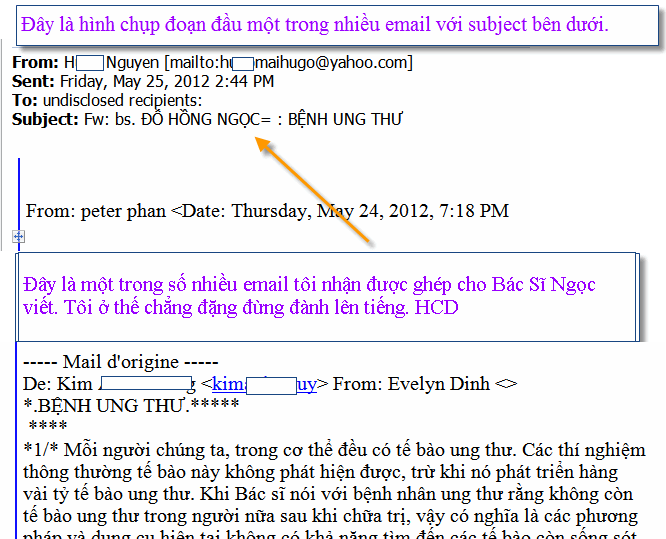 Đây là hình chụp đoạn đầu một trong nhiều email với subject bên dưới.
From: H Nguyen [mailto:hu maihugo@yahoo.com]
Sent: Friday, May 25, 2012 2:44 PM
To: undisclosed recipients:
Subject: Fw: bs. ĐỖ HỒNG NGỌC= : BỆNH UNG THƯ
From: peter phan <Date: Thursday, May 24, 2012, 7:18 PM
Đây là một trong số nhiều email tôi nhận được ghép cho Bác Sĩ Ngọc
viết. Tôi ở thế chẳng đặng đừng đành lên tiếng. HCD
----- Mail d'origine -----
De: Kim g <kim uy> From: Evelyn Dinh <>
*.BỆNH UNG THƯ.*****
****
*1/* Mỗi người chúng ta, trong cơ thể đều có tế bào ung thư. Các thí nghiệm
thông thường tế bào này không phát hiện được, trừ khi nó phát triển hàng
vài tỷ tế bào ung thư. Khi Bác sĩ nói với bệnh nhân ung thư rằng không còn
tế bào ung thư trong người nữa sau khi chữa trị, vậy có nghĩa là các phương
pháp và dụng cụ hiện tại không có khả năng tìm đến các tế bào còn sống sót